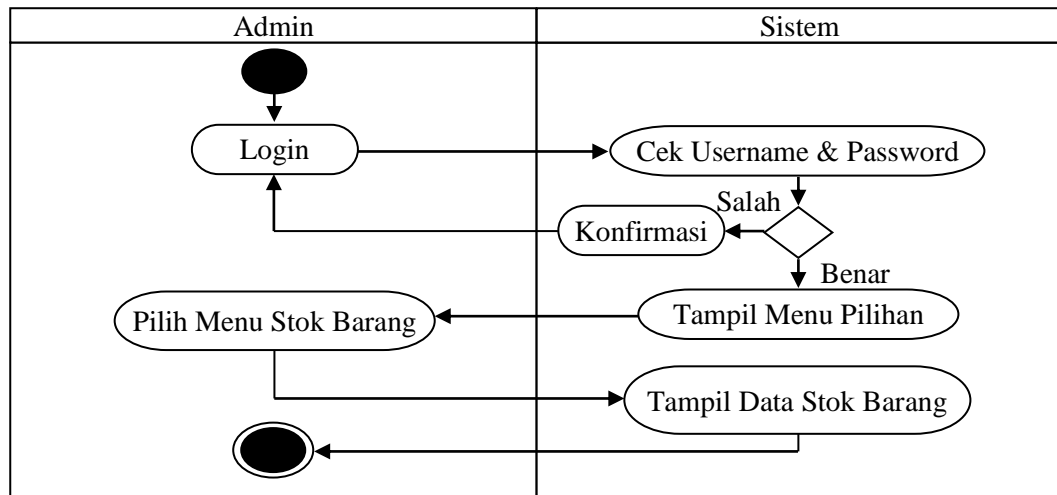 Admin
Sistem
Login
Cek Username & Password
Salah
Konfirmasi
Benar
Tampil Menu Pilihan
Pilih Menu Stok Barang
Tampil Data Stok Barang